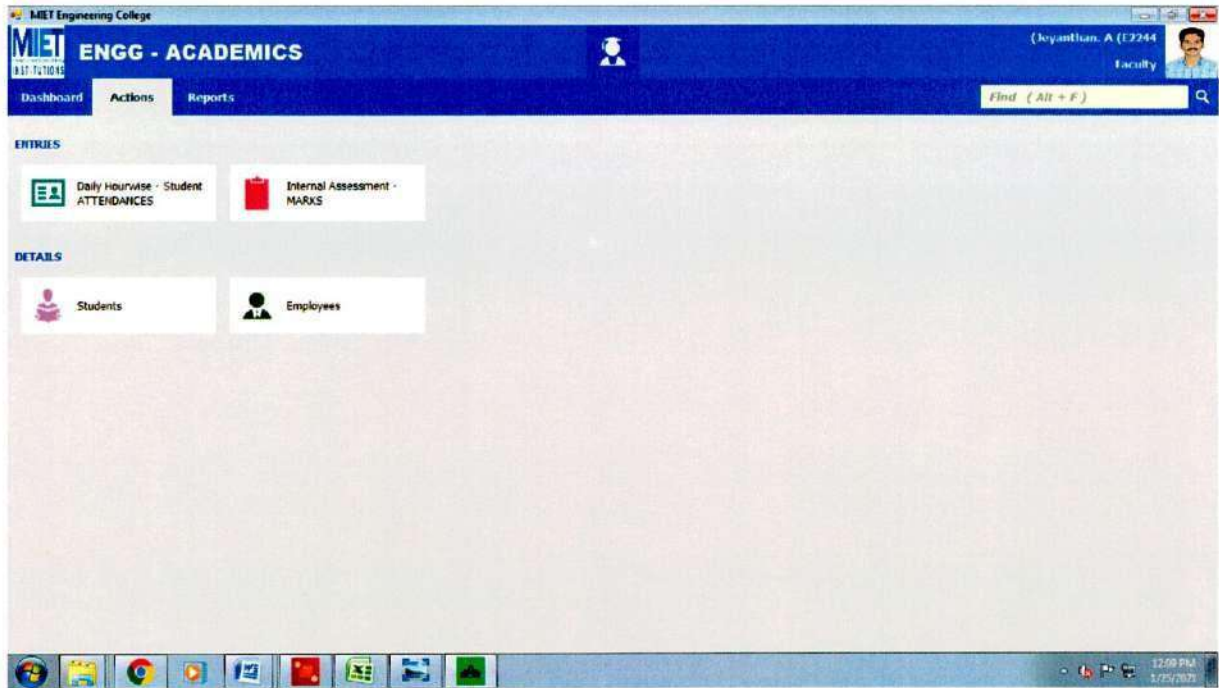 MIET Engineering College
MIET
ENGG - ACADEMICS
(Jeyanthan. A (E2244
Faculty
Dashboard Actions Reports
Find ( Alt + F )
ENTRIES
Daily Hourwise - Student
ATTENDANCES
Internal Assessment -
MARKS
DETAILS
Students
Employees
12:09 PM